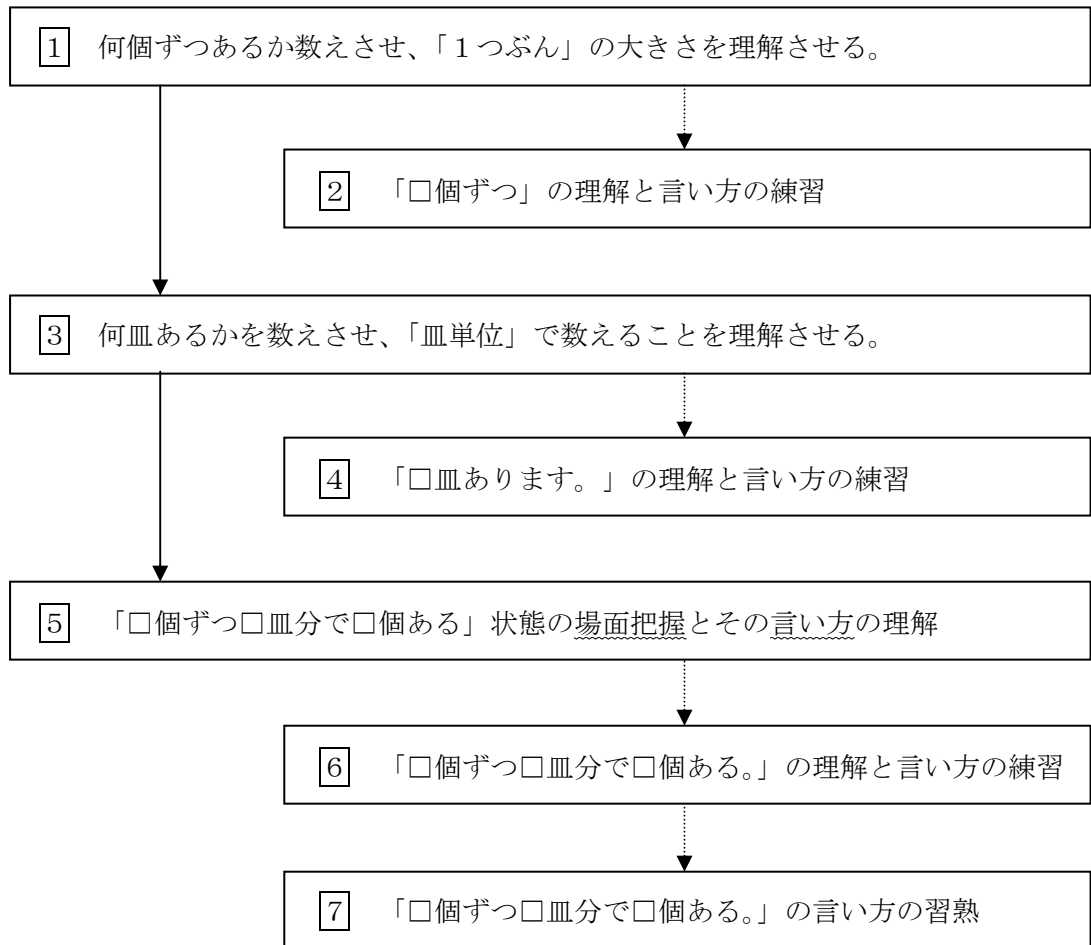 1 何個ずつあるか数えさせ、「１つぶん」の大きさを理解させる。
2 「□個ずつ」の理解と言い方の練習
3 何皿あるかを数えさせ、「皿単位」で数えることを理解させる。
4 「□皿あります。」の理解と言い方の練習
5 「□個ずつ□皿分で□個ある」状態の場面把握とその言い方の理解
6 「□個ずつ□皿分で□個ある。」の理解と言い方の練習
7 「□個ずつ□皿分で□個ある。」の言い方の習熟